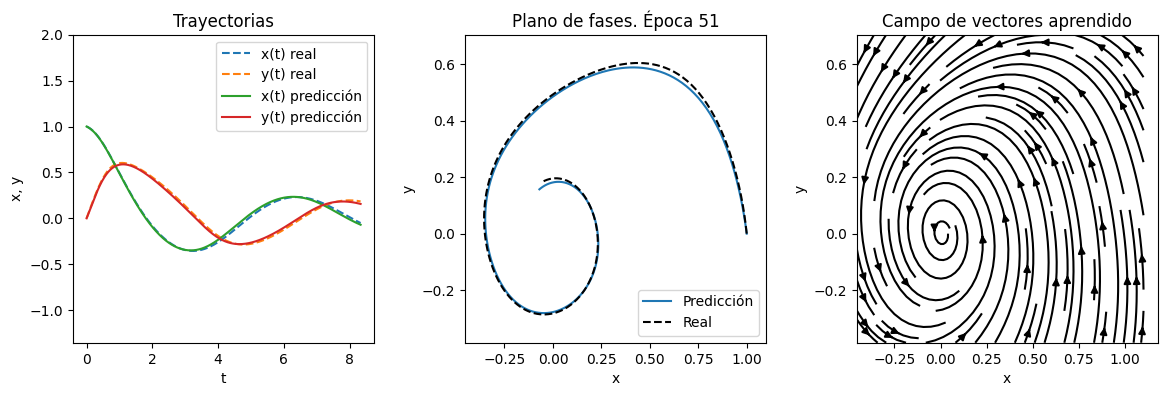 Trayectorias
x, y
2.0
1.5
1.0
0.5
0.0
−0.5
−1.0
x(t) real
y(t) real
x(t) predicción
y(t) predicción
0 2 4 6 8
t
Plano de fases. Época 51
y
0.6
0.4
0.2
0.0
−0.2
Predicción
Real
−0.25 0.00 0.25 0.50 0.75 1.00
x
Campo de vectores aprendido
y
0.6
0.4
0.2
0.0
−0.2
−0.25 0.00 0.25 0.50 0.75 1.00
x